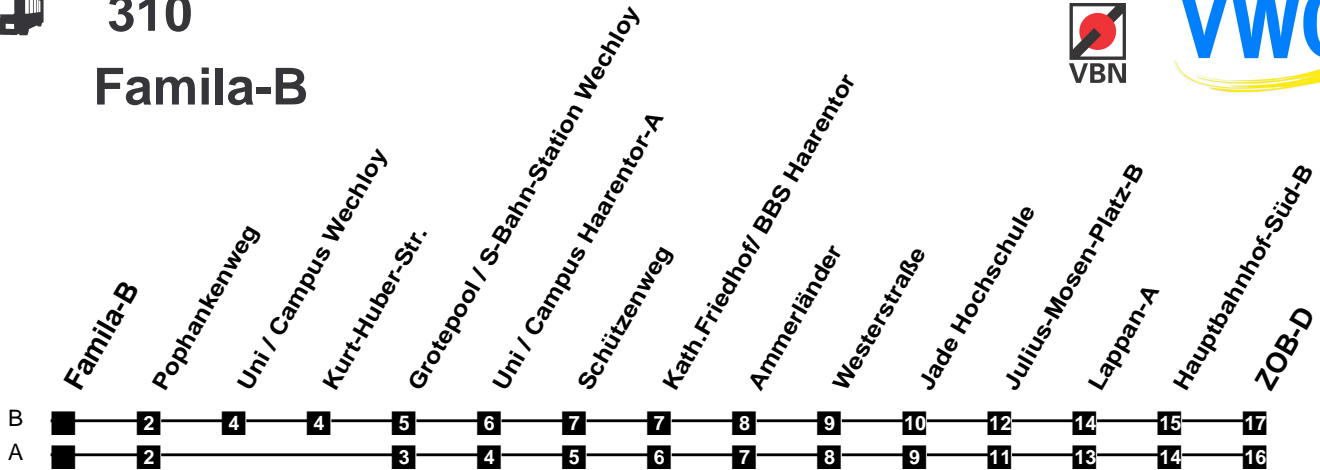 310
Famila-B
VBN
Famila-B
Pophankenweg
Uni / Campus Wechloy
Kurt-Huber-Str.
Grotepool / S-Bahn-Station Wechloy
Uni / Campus Haarentor-A
Schützenweg
Kath.Friedhof/ BBS Haarentor
Ammerländer
Westerstraße
Jade Hochschule
Julius-Mosen-Platz-B
Lappan-A
Hauptbahnhof-Süd-B
ZOB-D
B 2 4 4 5 6 7 7 8 9 10 12 14 15 17
A 2 3 4 5 6 7 8 9 11 13 14 16